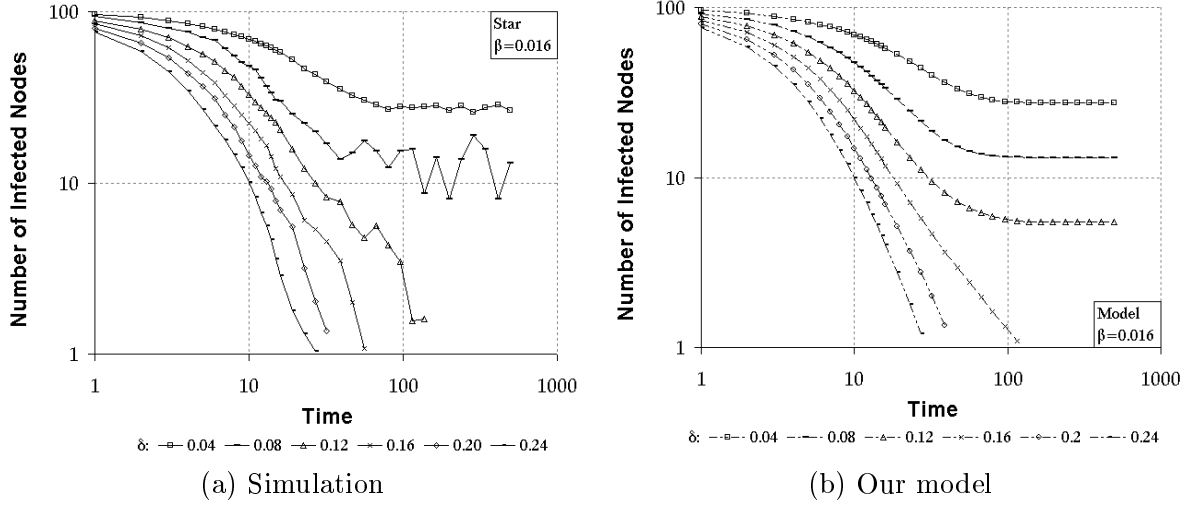 100
10
1
1
10
100
1000
Number of Infected Nodes
Time
Star
β=0.016
δ: 0.04 0.08 0.12 0.16 0.20 0.24
(a) Simulation
100
10
1
1
10
100
1000
Number of Infected Nodes
Time
Model
β=0.016
δ: 0.04 0.08 0.12 0.16 0.2 0.24
(b) Our model